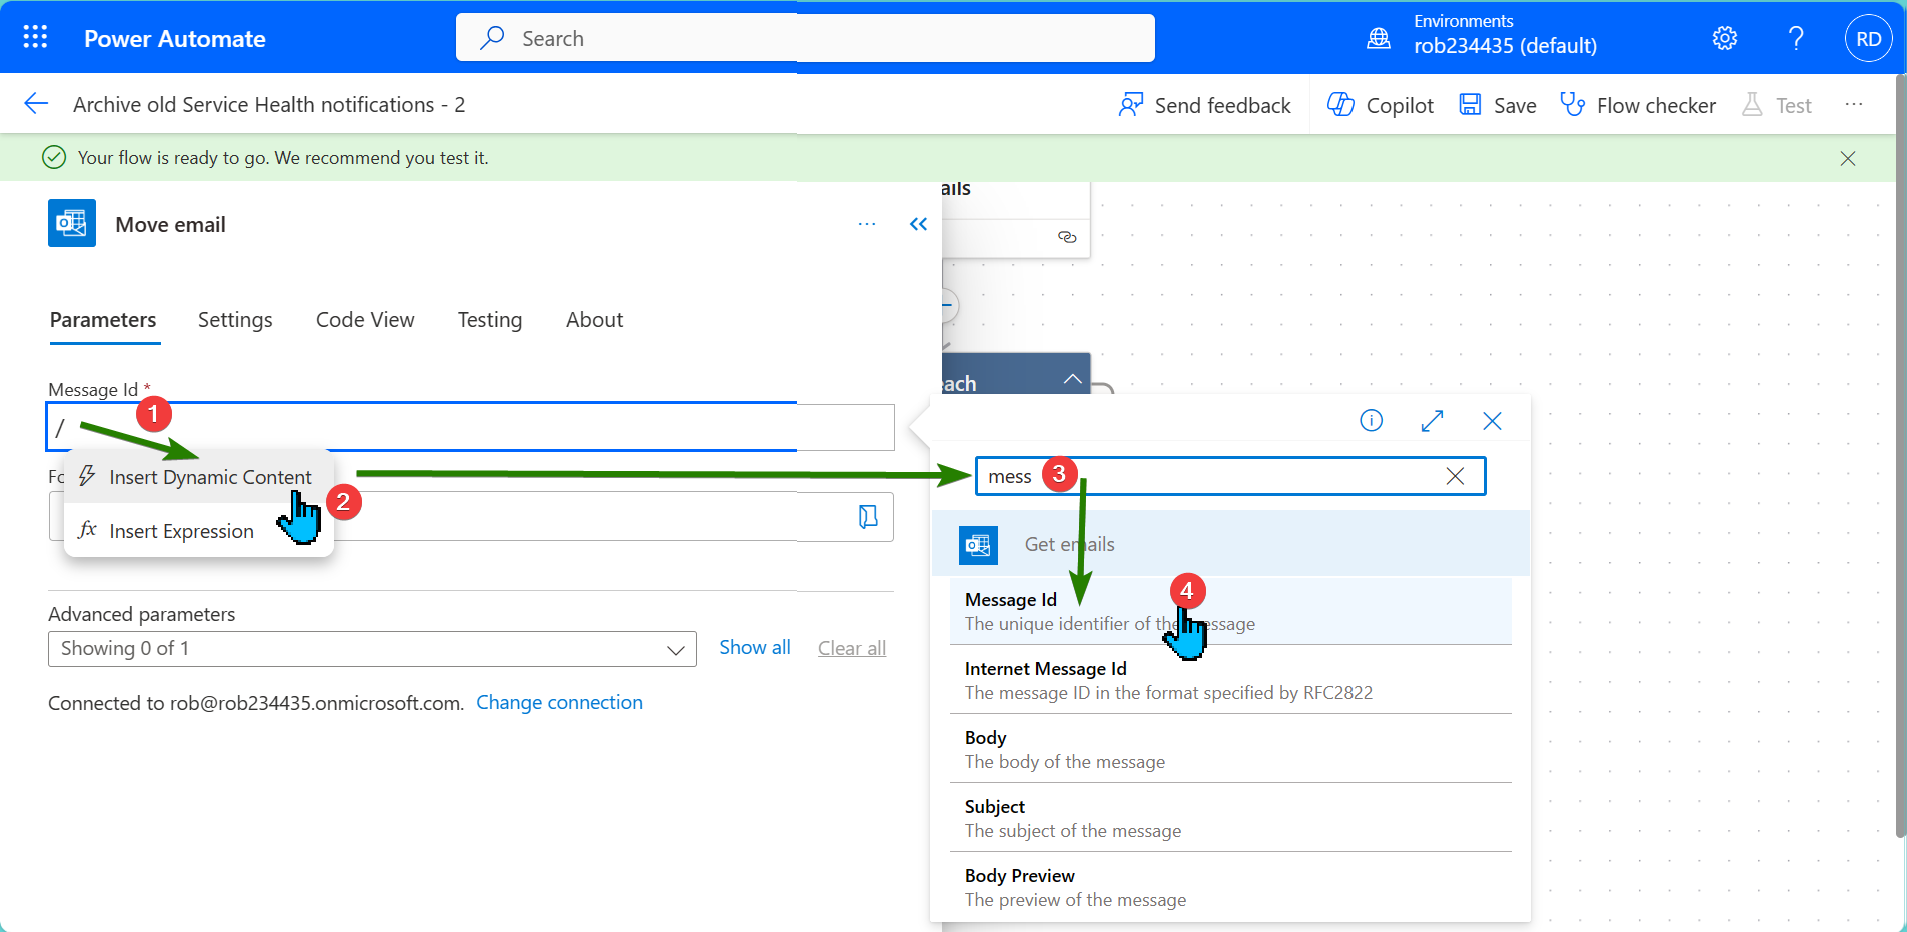 Power Automate
Search
Environments
rob234435 (default)
RD
Archive old Service Health notifications - 2
Send feedback
Copilot
Save
Flow checker
Test
Your flow is ready to go. We recommend you test it.
Move email
Parameters
Settings
Code View
Testing
About
Message Id *
1
/
Fo
Insert Dynamic Content
2
fx Insert Expression
Advanced parameters
Showing 0 of 1
Show all
Clear all
Connected to rob@rob234435.onmicrosoft.com. Change connection
ails
each
mess
3
Get emails
Message Id
4
The unique identifier of the message
Internet Message Id
The message ID in the format specified by RFC2822
Body
The body of the message
Subject
The subject of the message
Body Preview
The preview of the message